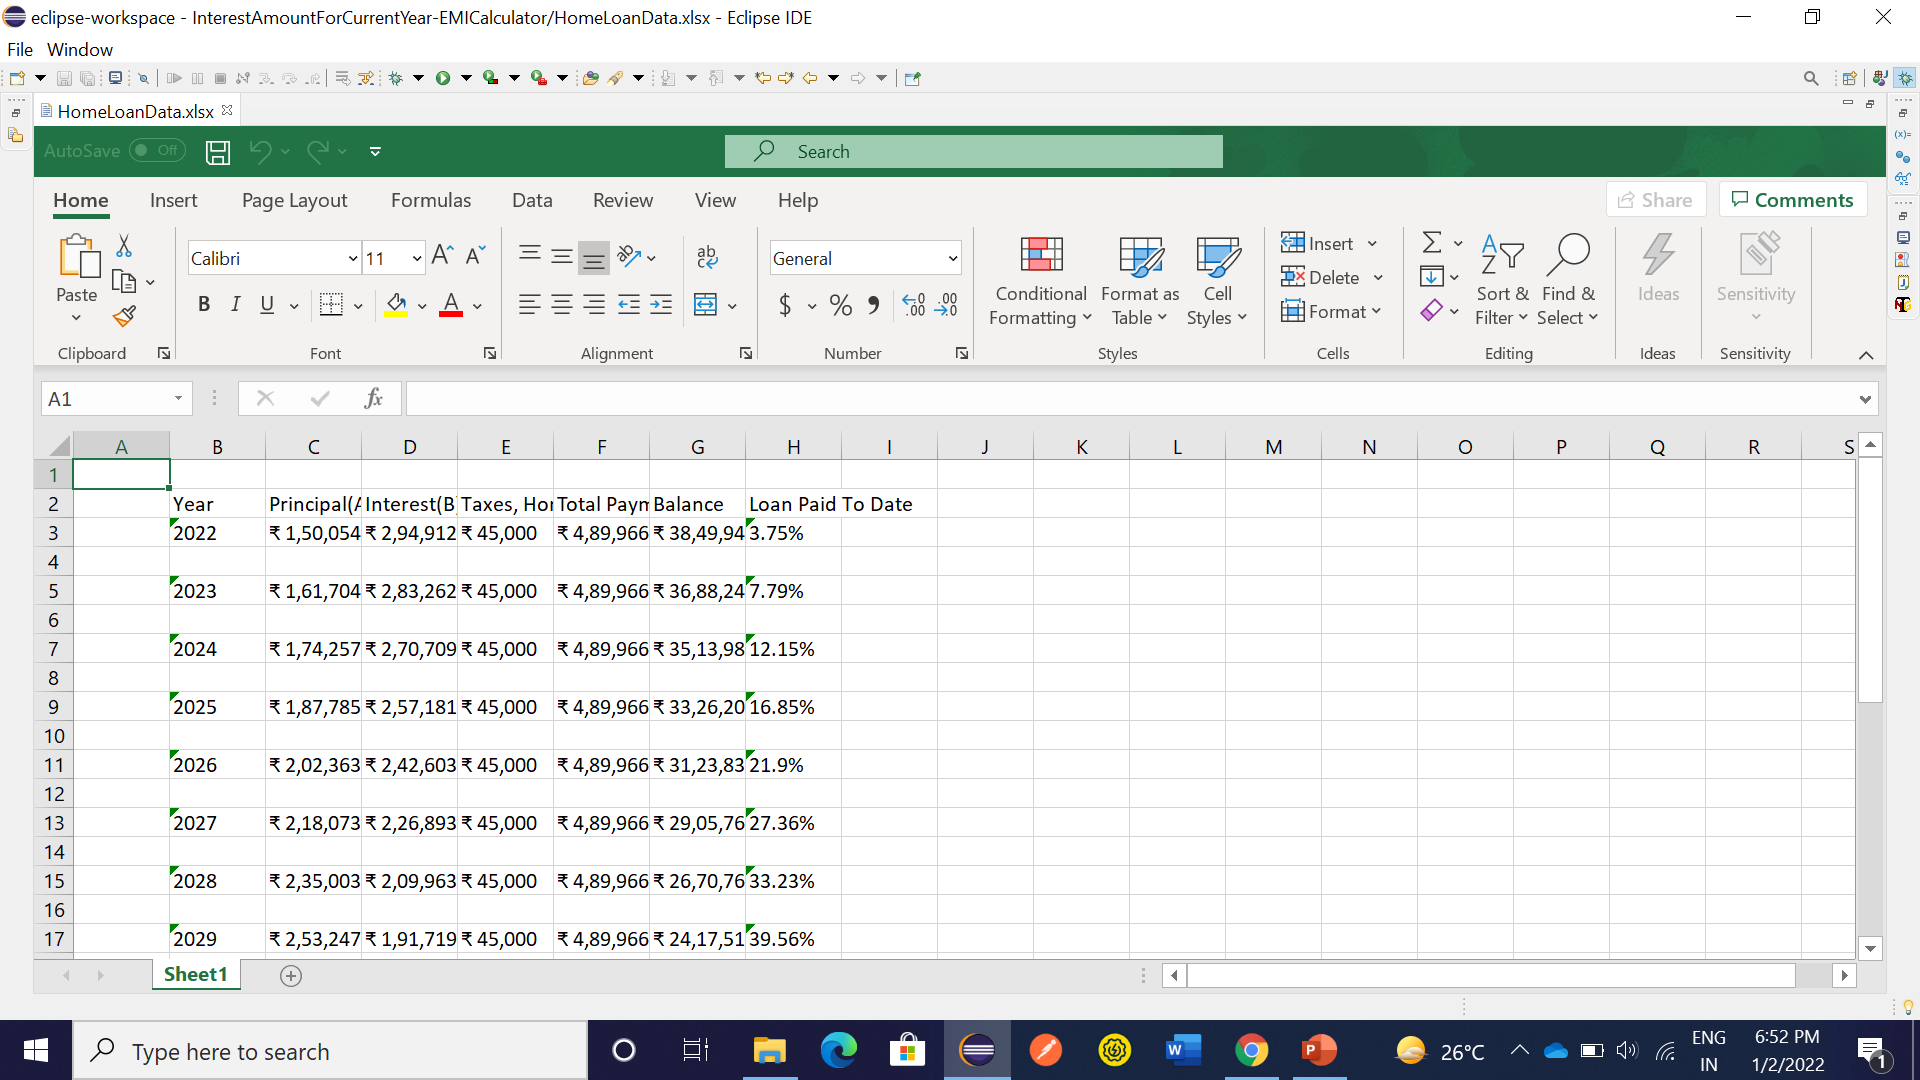 eclipse-workspace - InterestAmountForCurrentYear-EMICalculator/HomeLoanData.xlsx - Eclipse IDE
File Window
HomeLoanData.xlsx
AutoSave Off Search
Home Insert Page Layout Formulas Data Review View Help Share Comments
Calibri 11 General
Insert
Delete
Format
Paste
Conditional Formatting
Format as Table
Cell Styles
Sort & Filter
Find & Select
Ideas
Sensitivity
Clipboard Font Alignment Number Styles Cells Editing Ideas Sensitivity
A1 fx
A B C D E F G H I J K L M N O P Q R S
1
2 Year Principal(A Interest(B Taxes, Hor Total Paym Balance Loan Paid To Date
3 2022 ₹ 1,50,054 ₹ 2,94,912 ₹ 45,000 ₹ 4,89,966 ₹ 38,49,94 3.75%
4
5 2023 ₹ 1,61,704 ₹ 2,83,262 ₹ 45,000 ₹ 4,89,966 ₹ 36,88,24 7.79%
6
7 2024 ₹ 1,74,257 ₹ 2,70,709 ₹ 45,000 ₹ 4,89,966 ₹ 35,13,98 12.15%
8
9 2025 ₹ 1,87,785 ₹ 2,57,181 ₹ 45,000 ₹ 4,89,966 ₹ 33,26,20 16.85%
10
11 2026 ₹ 2,02,363 ₹ 2,42,603 ₹ 45,000 ₹ 4,89,966 ₹ 31,23,83 21.9%
12
13 2027 ₹ 2,18,073 ₹ 2,26,893 ₹ 45,000 ₹ 4,89,966 ₹ 29,05,76 27.36%
14
15 2028 ₹ 2,35,003 ₹ 2,09,963 ₹ 45,000 ₹ 4,89,966 ₹ 26,70,76 33.23%
16
17 2029 ₹ 2,53,247 ₹ 1,91,719 ₹ 45,000 ₹ 4,89,966 ₹ 24,17,51 39.56%
Sheet1
Type here to search
26°C
ENG
IN
6:52 PM
1/2/2022
1